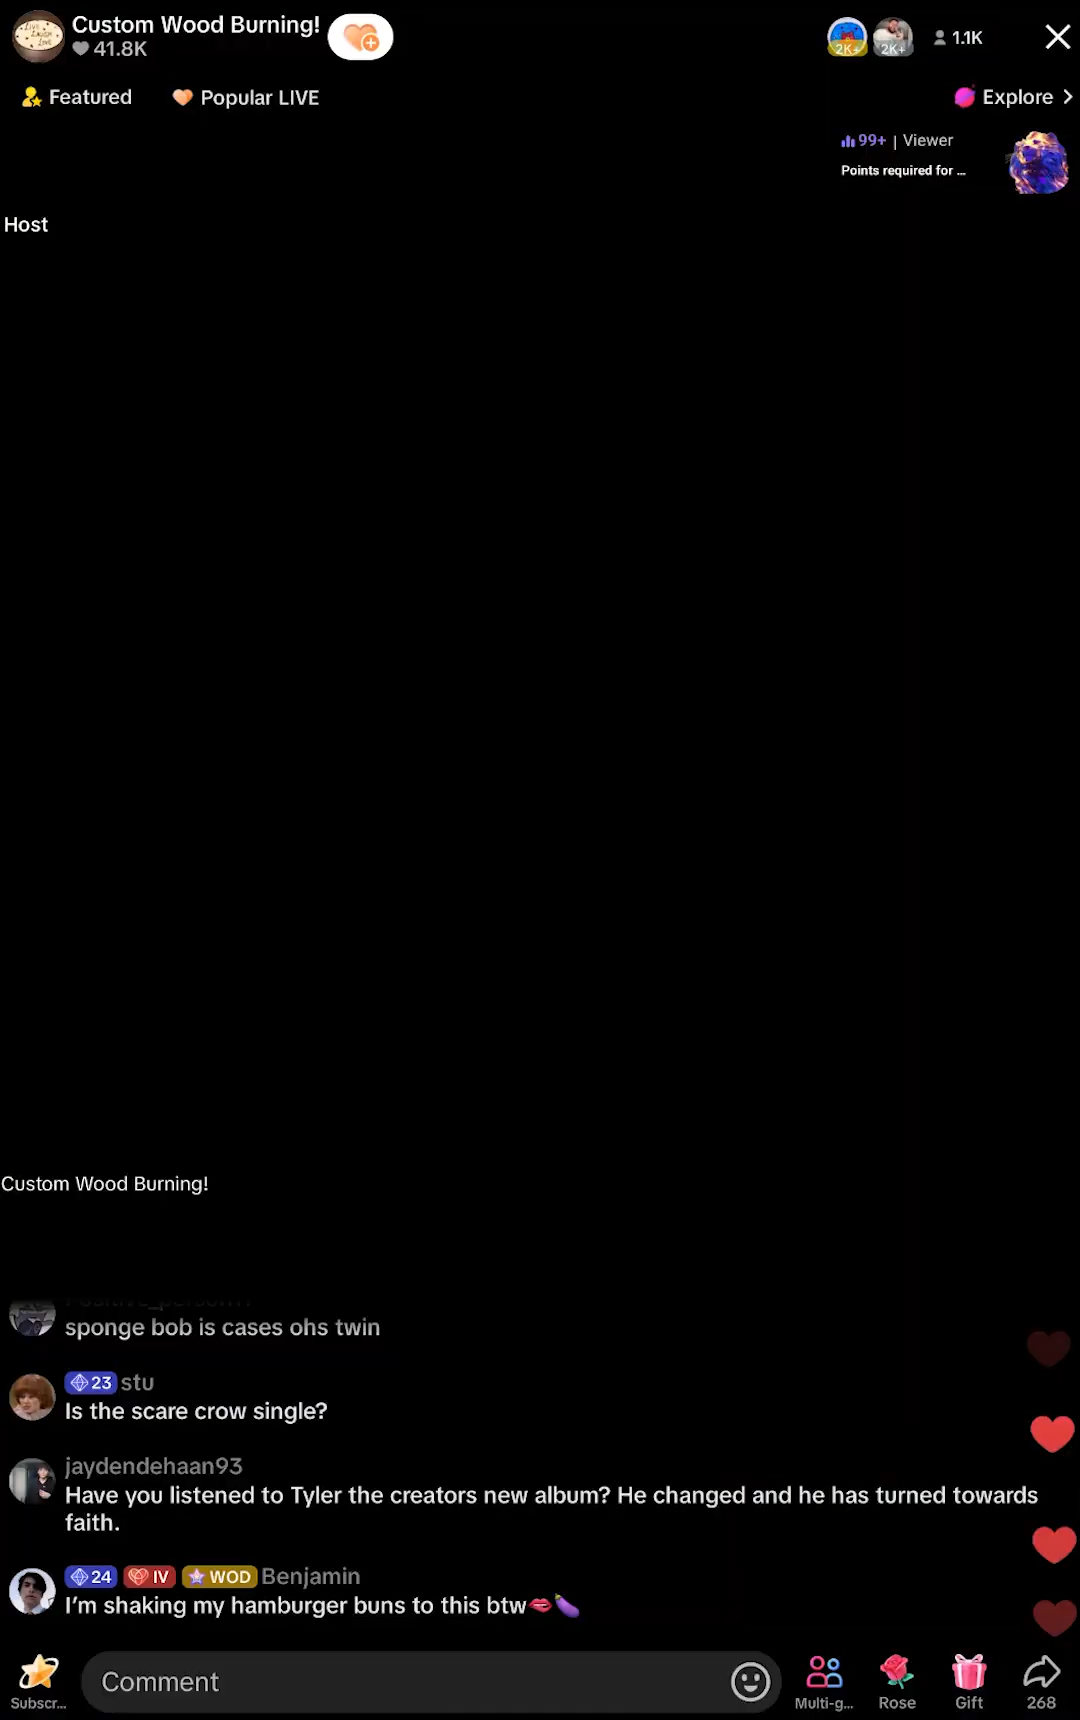 Custom Wood Burning!
41.8K
2K+
2K+
1.1K
Featured
Popular LIVE
Explore
99+ | Viewer
Points required for ...
Host
Custom Wood Burning!
sponge bob is cases ohs twin
23 stu
Is the scare crow single?
jaydendehaan93
Have you listened to Tyler the creators new album? He changed and he has turned towards
faith.
24 IV WOD Benjamin
I'm shaking my hamburger buns to this btw🫦🍆
Comment
Subscr...
Multi-g...
Rose
Gift
268